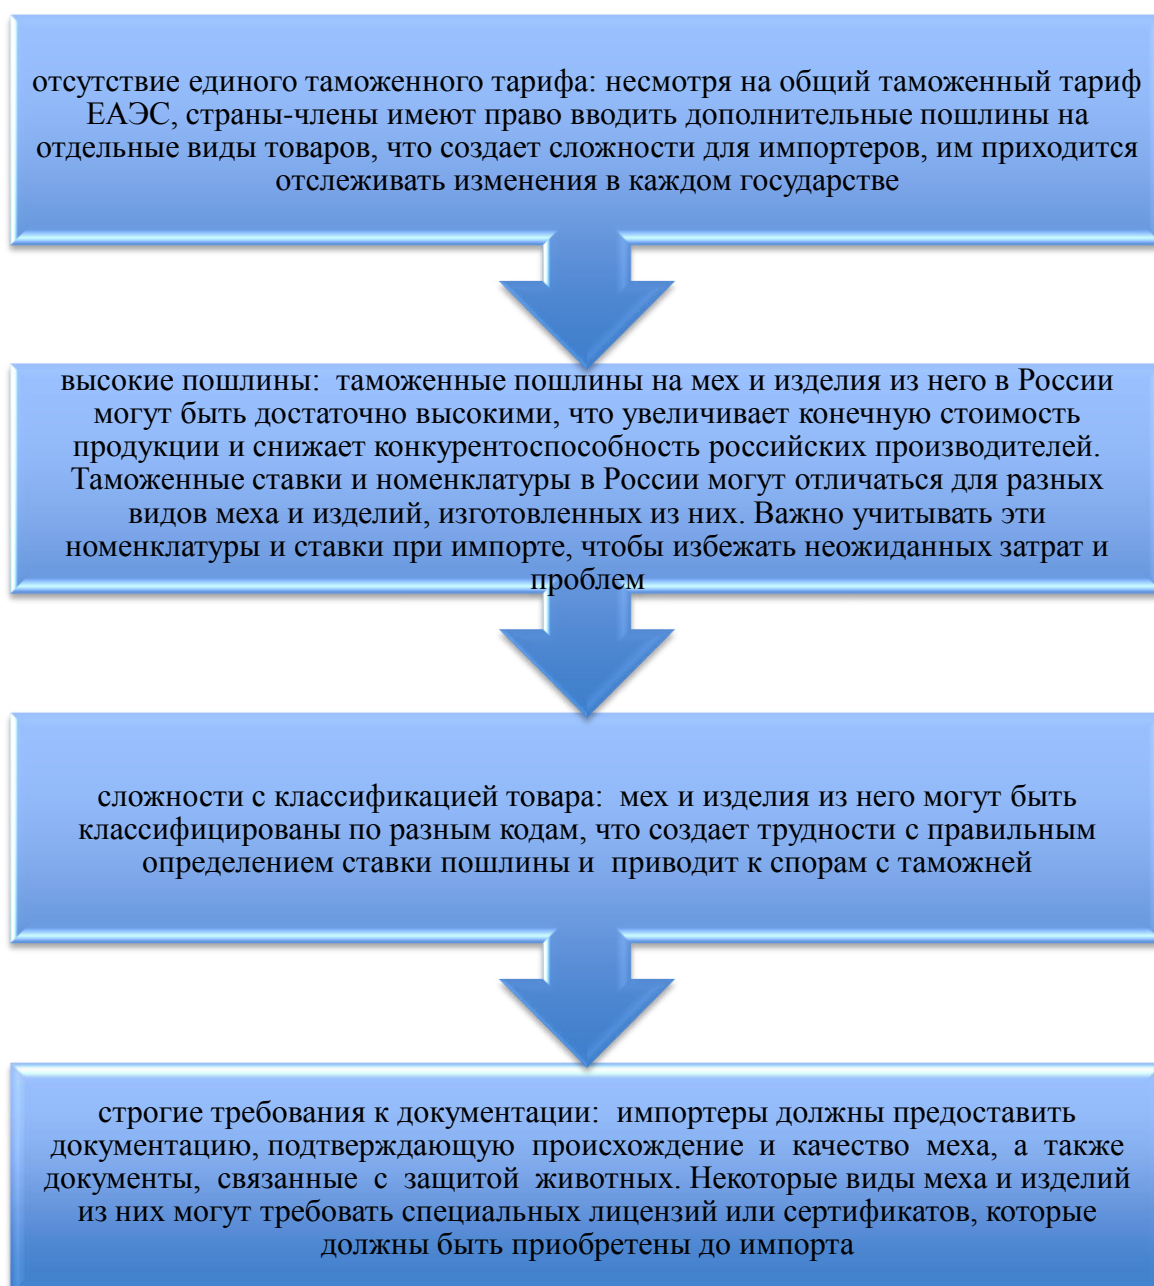 отсутствие единого таможенного тарифа: несмотря на общий таможенный тариф
ЕАЭС, страны-члены имеют право вводить дополнительные пошлины на
отдельные виды товаров, что создает сложности для импортеров, им приходится
отслеживать изменения в каждом государстве
высокие пошлины: таможенные пошлины на мех и изделия из него в России
могут быть достаточно высокими, что увеличивает конечную стоимость
продукции и снижает конкурентоспособность российских производителей.
Таможенные ставки и номенклатуры в России могут отличаться для разных
видов меха и изделий, изготовленных из них. Важно учитывать эти
номенклатуры и ставки при импорте, чтобы избежать неожиданных затрат и
проблем
сложности с классификацией товара: мех и изделия из него могут быть
классифицированы по разным кодам, что создает трудности с правильным
определением ставки пошлины и приводит к спорам с таможней
строгие требования к документации: импортеры должны предоставить
документацию, подтверждающую происхождение и качество меха, а также
документы, связанные с защитой животных. Некоторые виды меха и изделий
из них могут требовать специальных лицензий или сертификатов, которые
должны быть приобретены до импорта